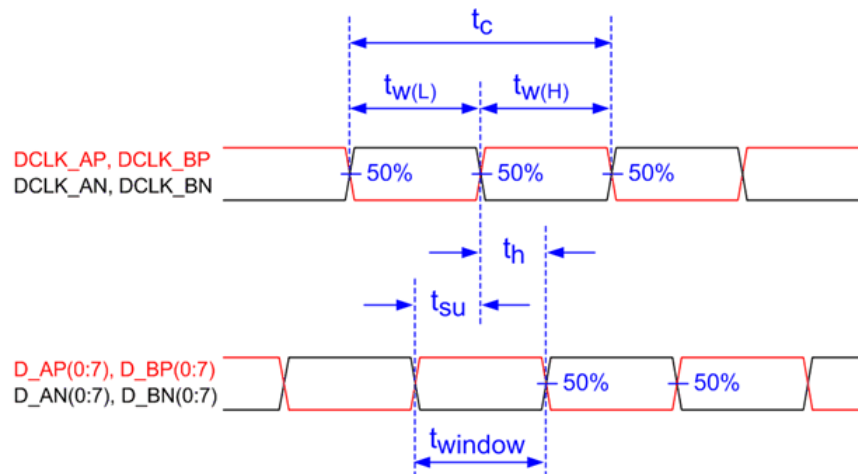 tc
tw(L) tw(H)
DCLK_AP, DCLK_BP
DCLK_AN, DCLK_BN
50% 50% 50%
th
tsu
D_AP(0:7), D_BP(0:7)
D_AN(0:7), D_BN(0:7)
50% 50%
twindow